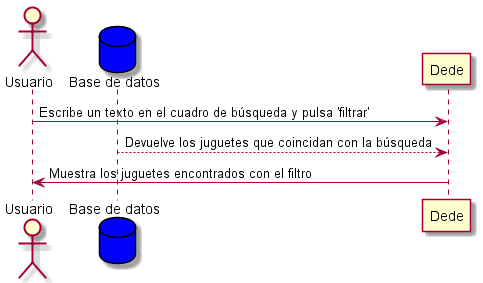 Usuario
Base de datos
Dede
Escribe un texto en el cuadro de búsqueda y pulsa 'filtrar'
Devuelve los juguetes que coincidan con la búsqueda
Muestra los juguetes encontrados con el filtro
Usuario
Base de datos
Dede